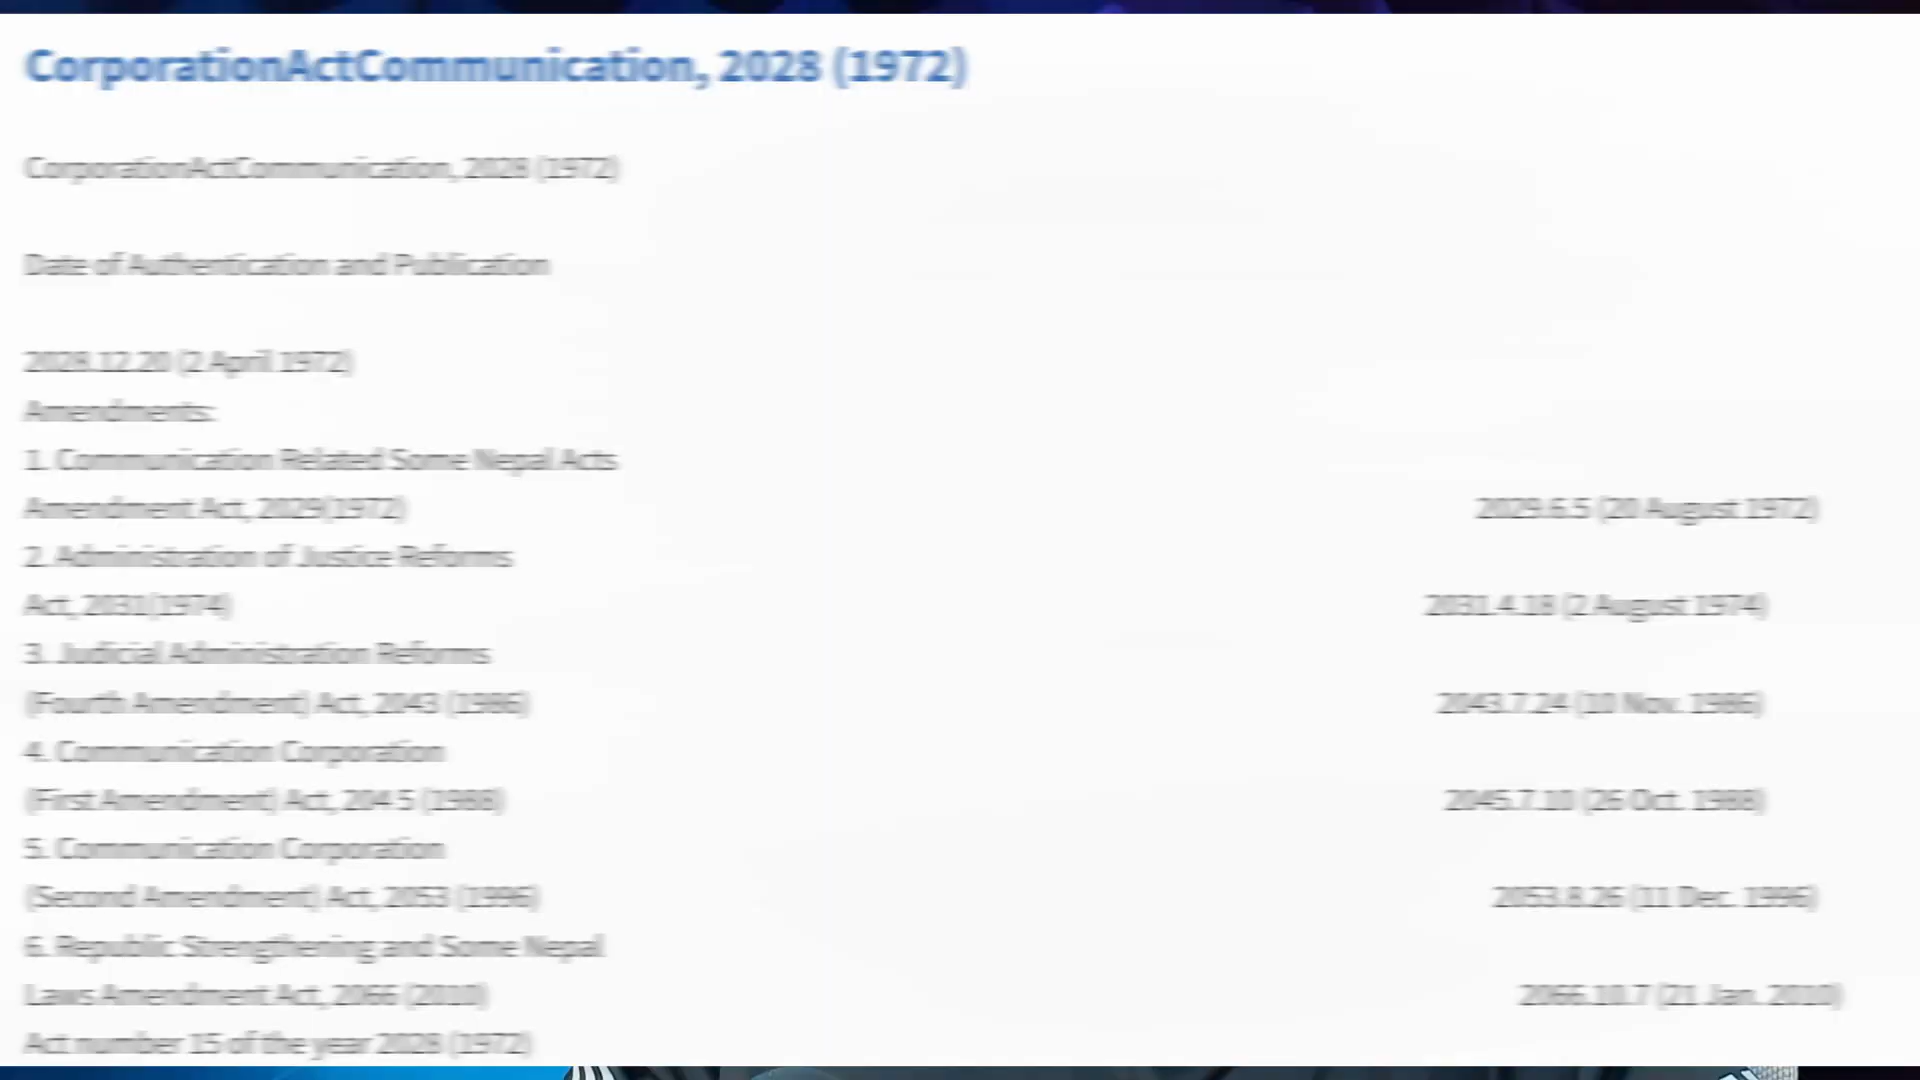 CorporationActCommunication, 2028 (1972)
CorporationActCommunication, 2028 (1972)
Date of Authentication and Publication
2028.12.20 (2 April 1972)
Amendments:
1. Communication Related Some Nepal Acts
Amendment Act, 2029(1972) 2029.6.5 (20 August 1972)
2. Administration of Justice Reforms
Act, 2031(1974) 2031.4.18 (2 August 1974)
3. Judicial Administration Reforms
(Fourth Amendment) Act, 2043 (1986) 2043.7.24 (10 Nov. 1986)
4. Communication Corporation
(First Amendment) Act, 204 5 (1988) 2045.7.10 (26 Oct. 1988)
5. Communication Corporation
(Second Amendment) Act, 2053 (1996) 2053.8.26 (11 Dec. 1996)
6. Republic Strengthening and Some Nepal
Laws Amendment Act, 2066 (2010) 2066.10.7 (21 Jan. 2010)
Act number 15 of the year 2028 (1972)